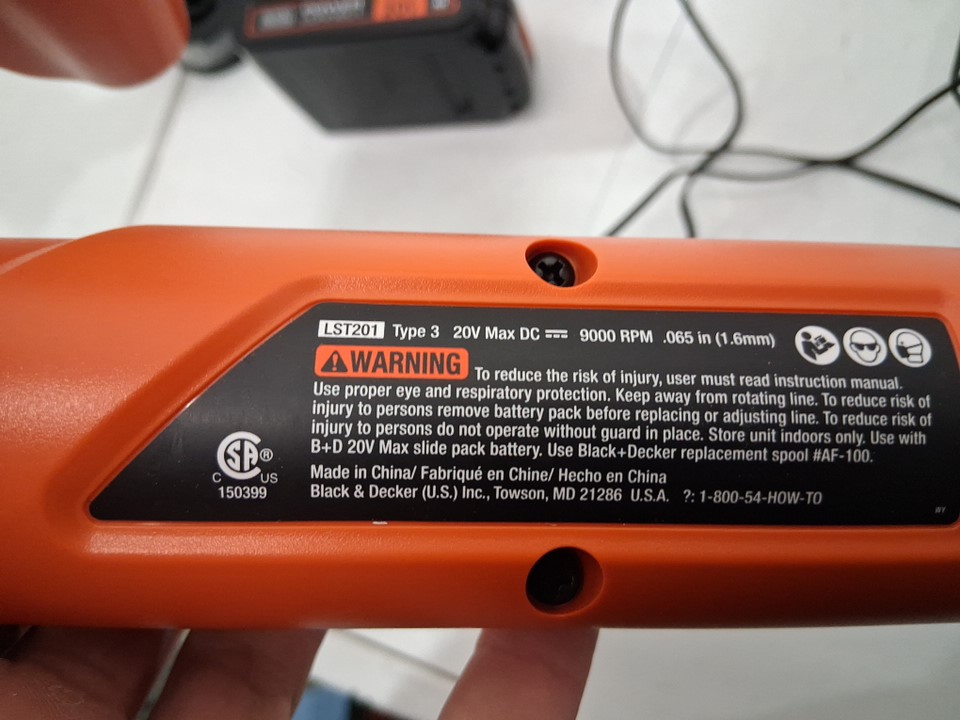 LST201 Type 3 20V Max DC 9000 RPM .065 in (1.6mm)
WARNING To reduce the risk of injury, user must read instruction manual.
Use proper eye and respiratory protection. Keep away from rotating line. To reduce risk of
injury to persons remove battery pack before replacing or adjusting line. To reduce risk of
injury to persons do not operate without guard in place. Store unit indoors only. Use with
B+D 20V Max slide pack battery. Use Black+Decker replacement spool #AF-100.
Made in China/ Fabriqué en Chine/ Hecho en China
Black & Decker (U.S.) Inc., Towson, MD 21286 U.S.A. ?: 1-800-54-HOW-TO
C SA ® US
150399